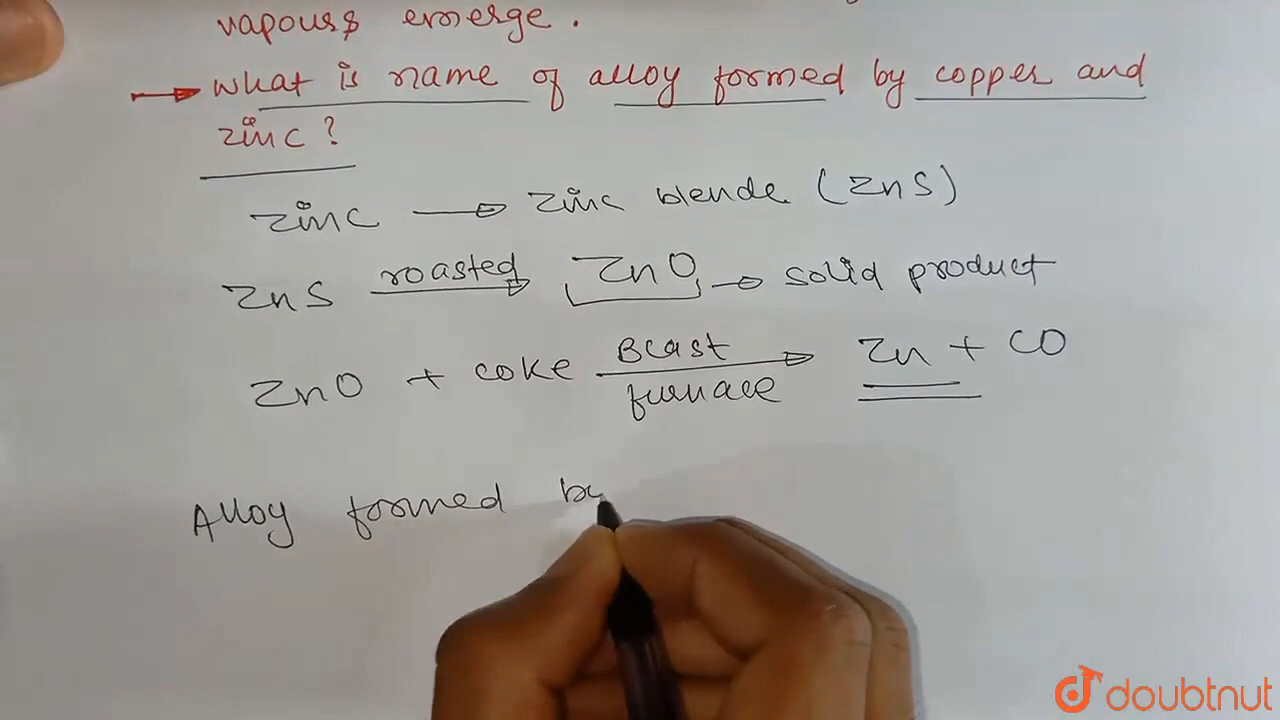 vapours emerge.
→ What is name of alloy formed by copper and
zinc?
zinc → zinc blende (ZnS)
ZnS roasted → ZnO → solid product
ZnO + coke Blast furnace → Zn + CO
Alloy formed by
doubtnut